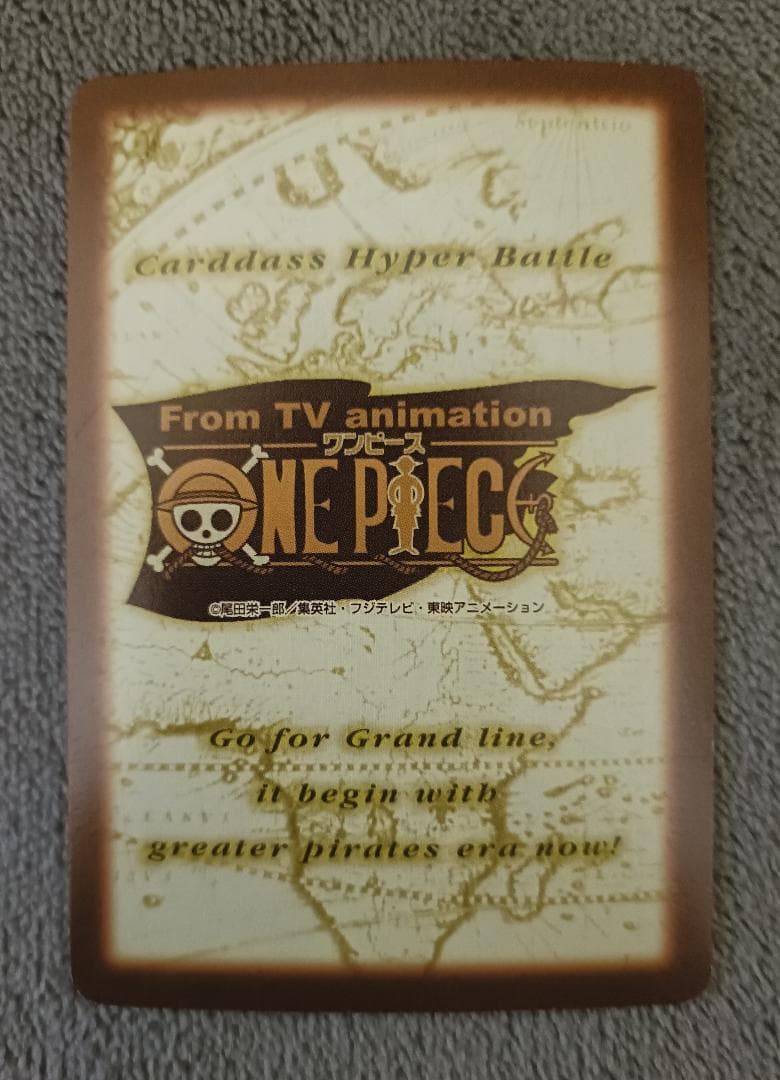 Septentrio
Carddass Hyper Battle
From TV animation
ワンピース
ONE PIECE
©尾田栄一郎／集英社・フジテレビ・東映アニメーション
Go for Grand line,
it begin with
greater pirates era now!